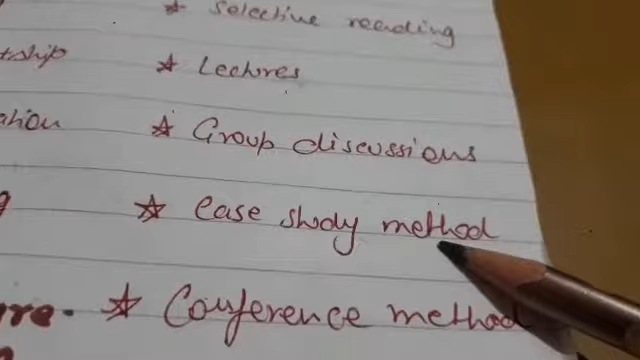 ★ Selective reading
★ Lectures
★ Group discussions
★ Case study method
★ Conference method